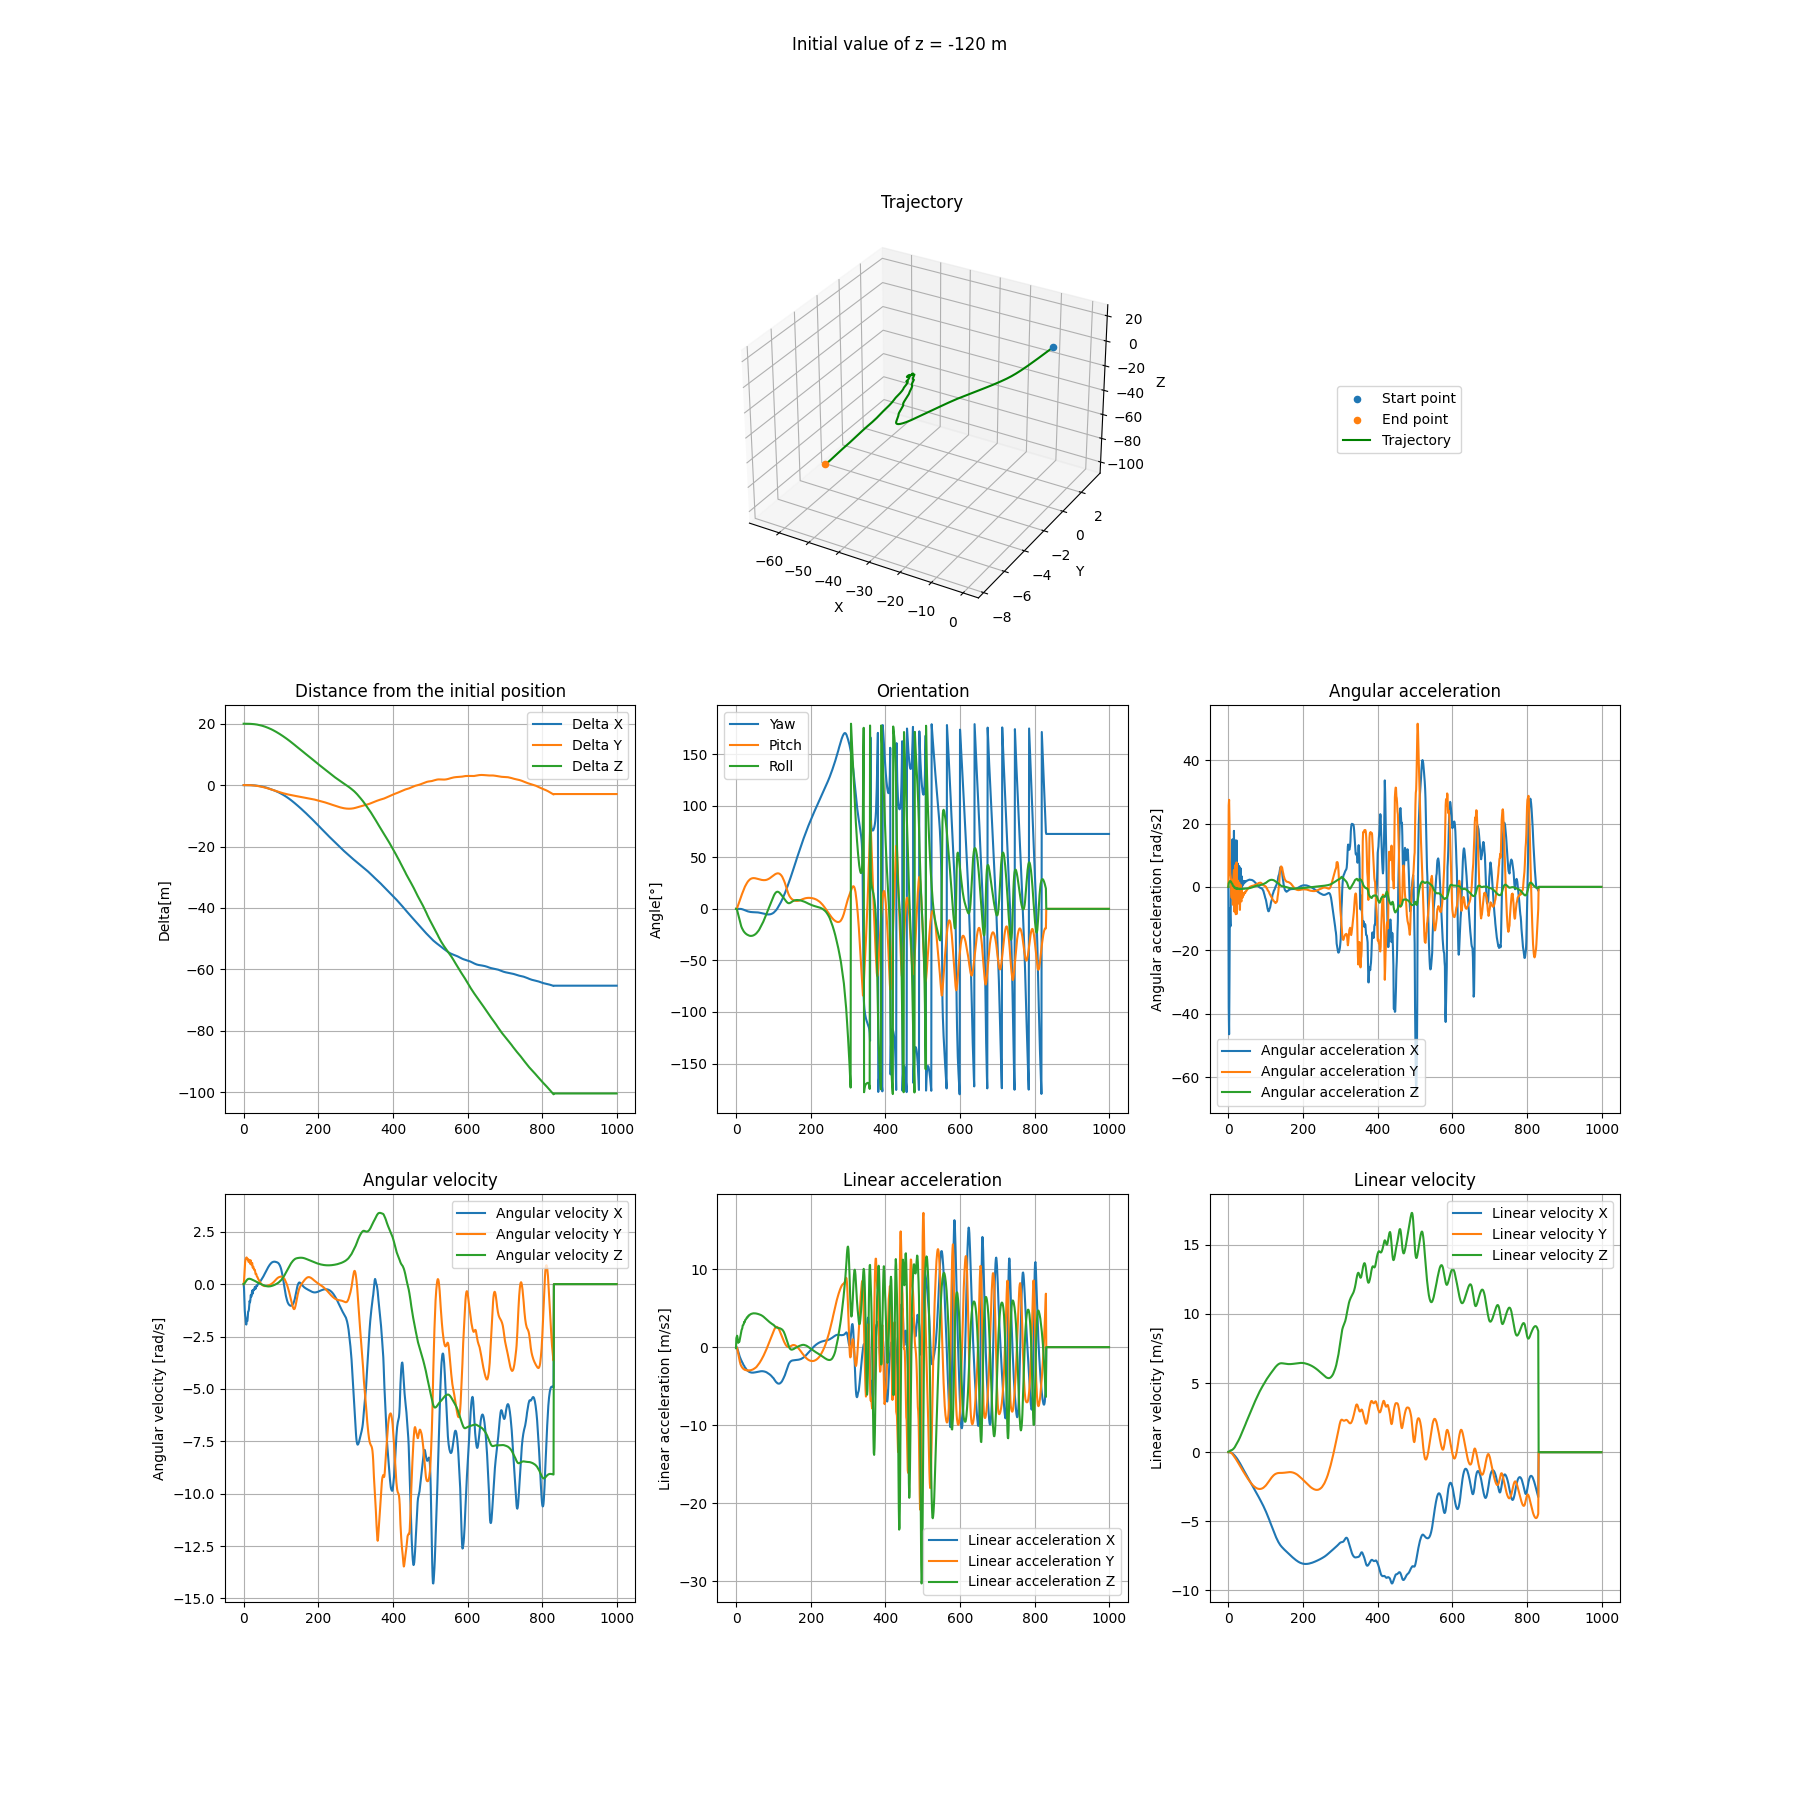 Initial value of z = -120 m
Trajectory
20
0
−20
−40
−60
−80
−100
Z
2
0
−2
−4
−6
−8
Y
−60
−50
−40
−30
−20
−10
0
X
Start point
End point
Trajectory
Distance from the initial position
Delta X
Delta Y
Delta Z
Delta[m]
20
0
−20
−40
−60
−80
−100
0 200 400 600 800 1000
Orientation
Yaw
Pitch
Roll
Angle[°]
150
100
50
0
−50
−100
−150
0 200 400 600 800 1000
Angular acceleration
Angular acceleration [rad/s2]
40
20
0
−20
−40
−60
Angular acceleration X
Angular acceleration Y
Angular acceleration Z
0 200 400 600 800 1000
Angular velocity
Angular velocity X
Angular velocity Y
Angular velocity Z
Angular velocity [rad/s]
2.5
0.0
−2.5
−5.0
−7.5
−10.0
−12.5
−15.0
0 200 400 600 800 1000
Linear acceleration
Linear acceleration [m/s2]
10
0
−10
−20
−30
Linear acceleration X
Linear acceleration Y
Linear acceleration Z
0 200 400 600 800 1000
Linear velocity
Linear velocity X
Linear velocity Y
Linear velocity Z
Linear velocity [m/s]
15
10
5
0
−5
−10
0 200 400 600 800 1000